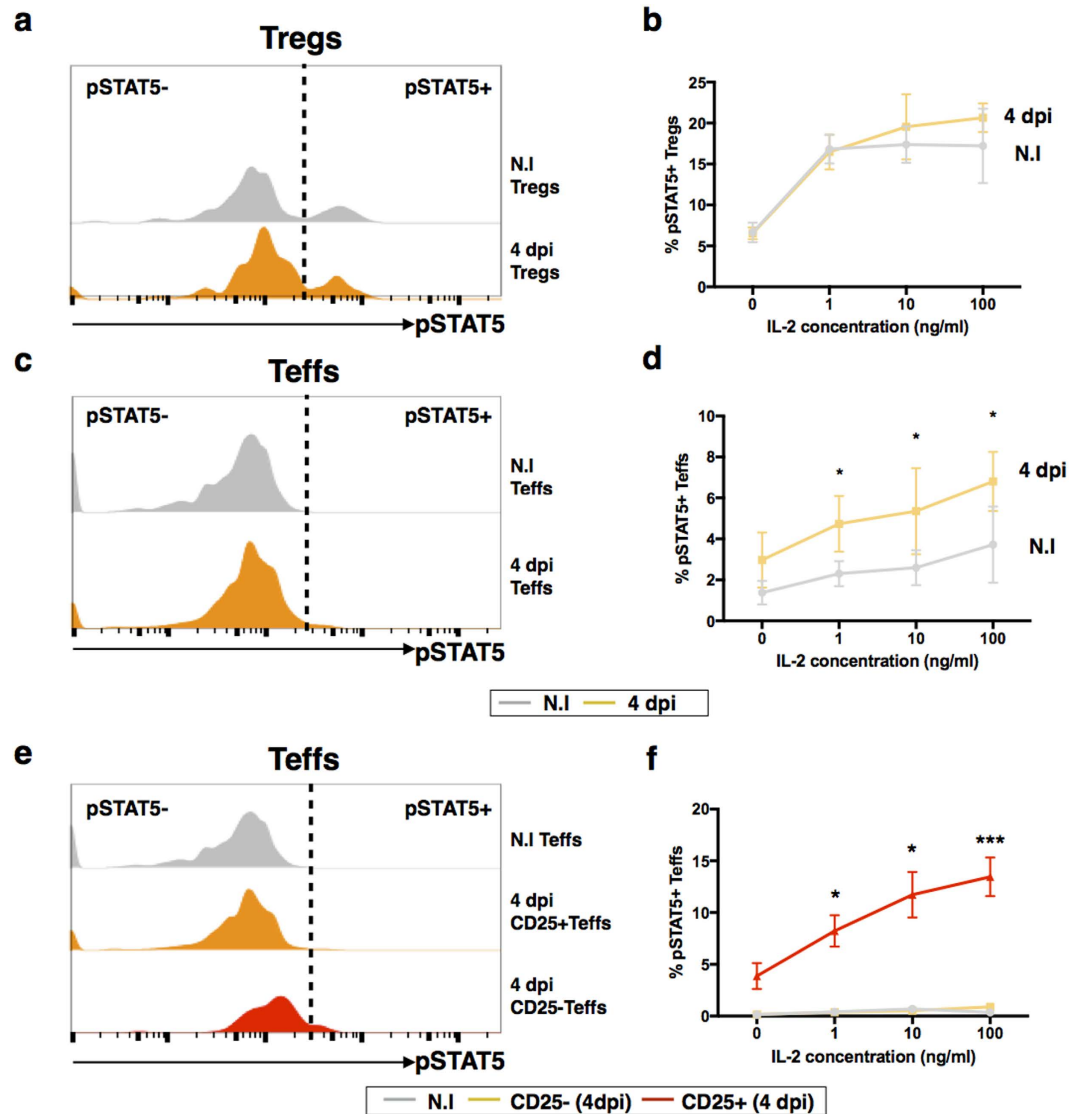 a
Tregs
pSTAT5-
pSTAT5+
N.I
Tregs
4 dpi
Tregs
pSTAT5
b
25
20
15
10
5
0
% pSTAT5+ Tregs
4 dpi
N.I
0 1 10 100
IL-2 concentration (ng/ml)
c
Teffs
pSTAT5-
pSTAT5+
N.I
Teffs
4 dpi
Teffs
pSTAT5
d
10
8
6
4
2
0
% pSTAT5+ Teffs
* * *
4 dpi
N.I
0 1 10 100
IL-2 concentration (ng/ml)
N.I 4 dpi
e
Teffs
pSTAT5-
pSTAT5+
N.I Teffs
4 dpi
CD25+Teffs
4 dpi
CD25-Teffs
pSTAT5
f
20
15
10
5
0
% pSTAT5+ Teffs
* * ***
0 1 10 100
IL-2 concentration (ng/ml)
N.I CD25- (4dpi) CD25+ (4 dpi)